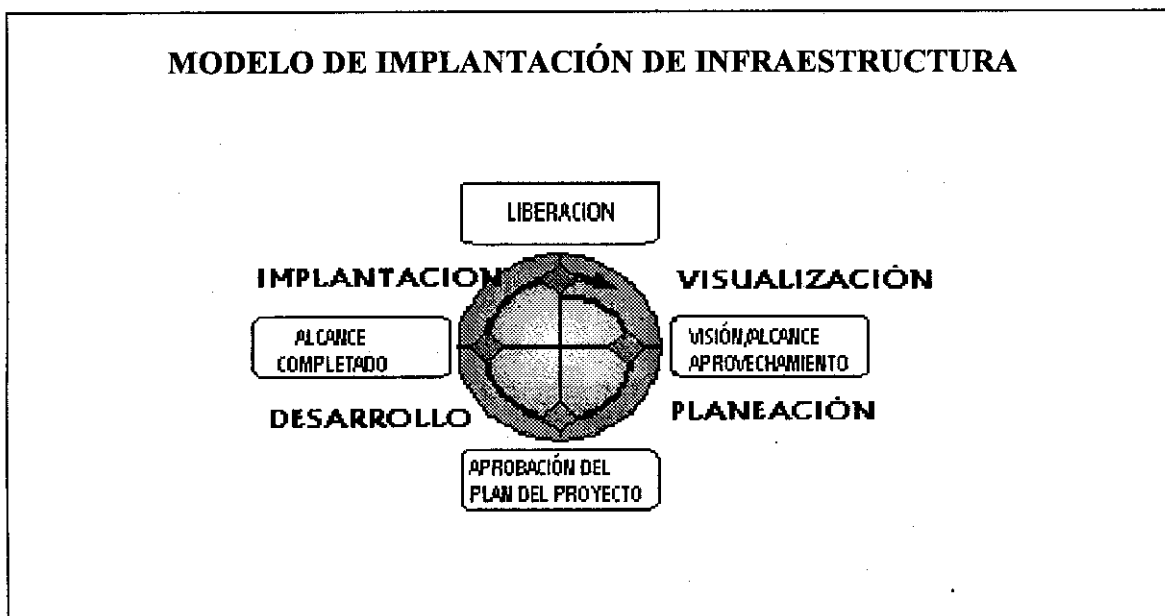 MODELO DE IMPLANTACIÓN DE INFRAESTRUCTURA
LIBERACION
IMPLANTACION
VISUALIZACIÓN
ALCANCE
COMPLETADO
VISIÓN/ALCANCE
APROVECHAMIENTO
DESARROLLO
PLANEACIÓN
APROBACIÓN DEL
PLAN DEL PROYECTO